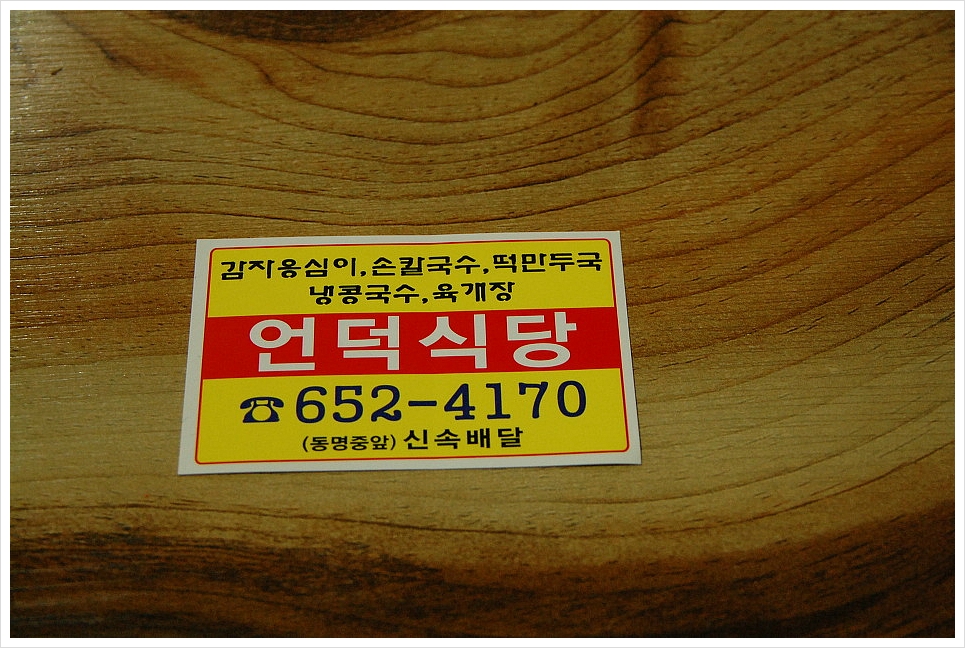 감자옹심이,손칼국수,떡만두국
냉콩국수,육개장
언덕식당
☎652-4170
(동명중앞) 신속배달